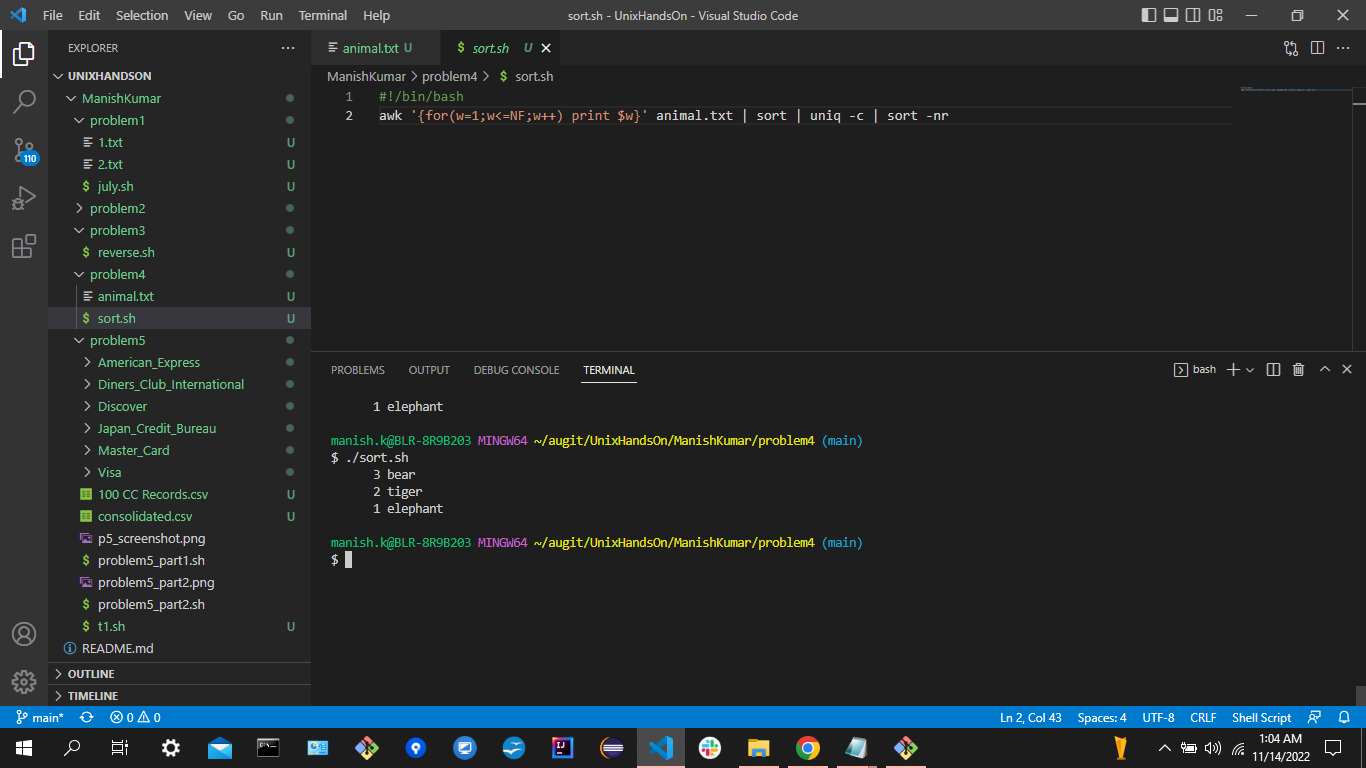 File Edit Selection View Go Run Terminal Help
sort.sh - UnixHandsOn - Visual Studio Code
EXPLORER
UNIXHANDSON
ManishKumar
problem1
1.txt U
2.txt U
july.sh U
problem2
problem3
reverse.sh U
problem4
animal.txt U
sort.sh U
problem5
American_Express
Diners_Club_International
Discover
Japan_Credit_Bureau
Master_Card
Visa
100 CC Records.csv U
consolidated.csv U
p5_screenshot.png
problem5_part1.sh
problem5_part2.png
problem5_part2.sh
t1.sh U
README.md
OUTLINE
TIMELINE
110
animal.txt U
$ sort.sh U
ManishKumar > problem4 > $ sort.sh
1 #!/bin/bash
2 awk '{for(w=1;w<=NF;w++) print $w}' animal.txt | sort | uniq -c | sort -nr
PROBLEMS OUTPUT DEBUG CONSOLE TERMINAL
bash
1 elephant
manish.k@BLR-8R9B203 MINGW64 ~/augit/UnixHandsOn/ManishKumar/problem4 (main)
$ ./sort.sh
3 bear
2 tiger
1 elephant
manish.k@BLR-8R9B203 MINGW64 ~/augit/UnixHandsOn/ManishKumar/problem4 (main)
$
main* 0 0
Ln 2, Col 43 Spaces: 4 UTF-8 CRLF Shell Script
1:04 AM
11/14/2022